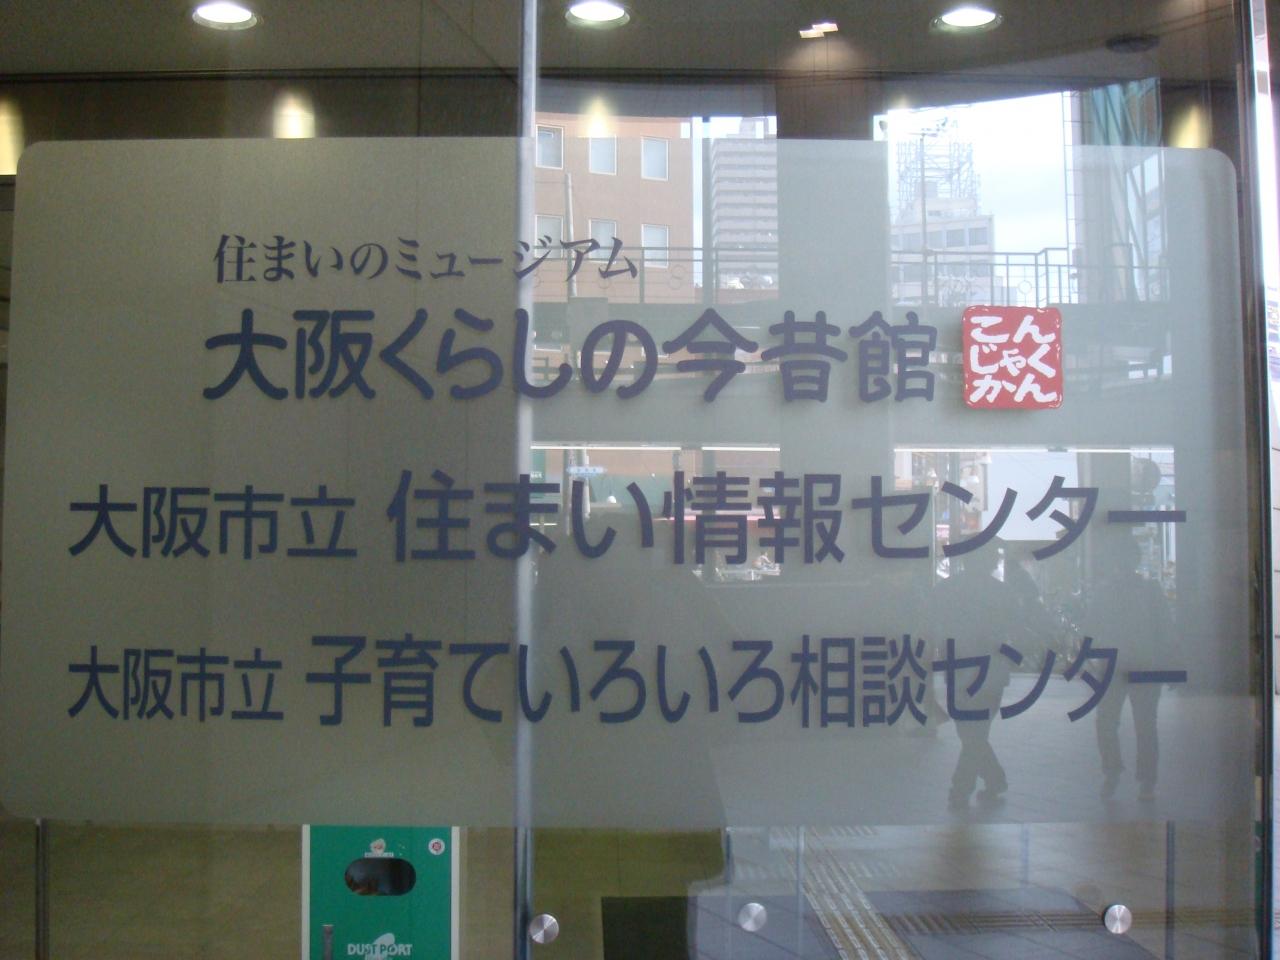 住まいのミュージアム
大阪くらしの今昔館
こん
じゃく
かん
大阪市立 住まい情報センター
大阪市立 子育ていろいろ相談センター
DUST PORT